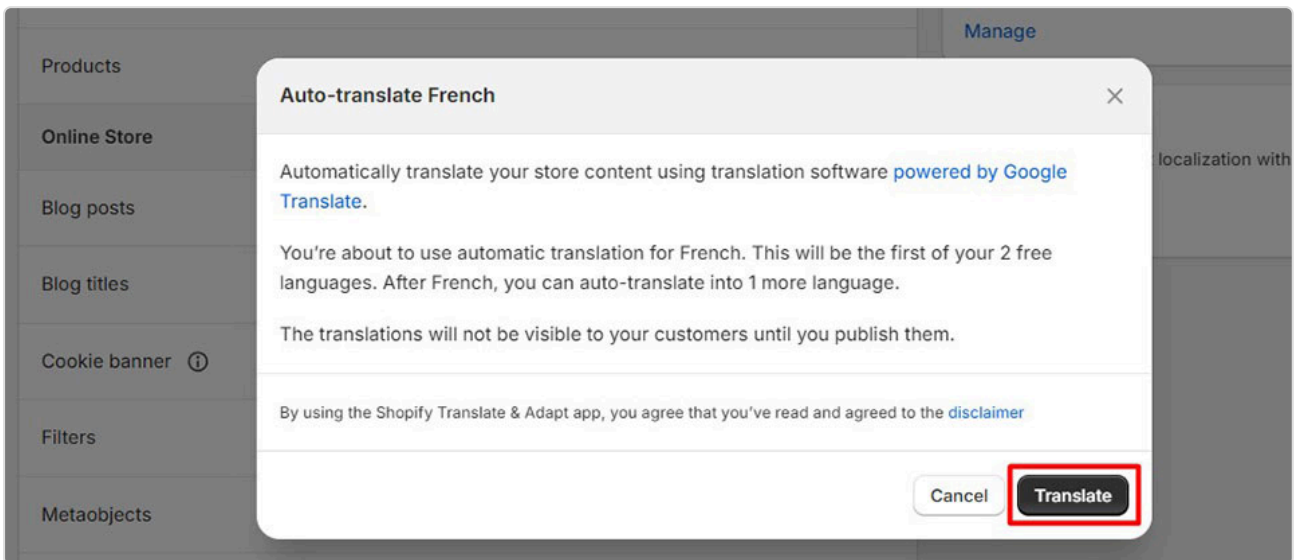 Manage
Products
Auto-translate French
Online Store
Automatically translate your store content using translation software powered by Google
Translate.
localization with
Blog posts
You're about to use automatic translation for French. This will be the first of your 2 free
languages. After French, you can auto-translate into 1 more language.
Blog titles
The translations will not be visible to your customers until you publish them.
Cookie banner
By using the Shopify Translate & Adapt app, you agree that you've read and agreed to the disclaimer
Filters
Cancel
Translate
Metaobjects